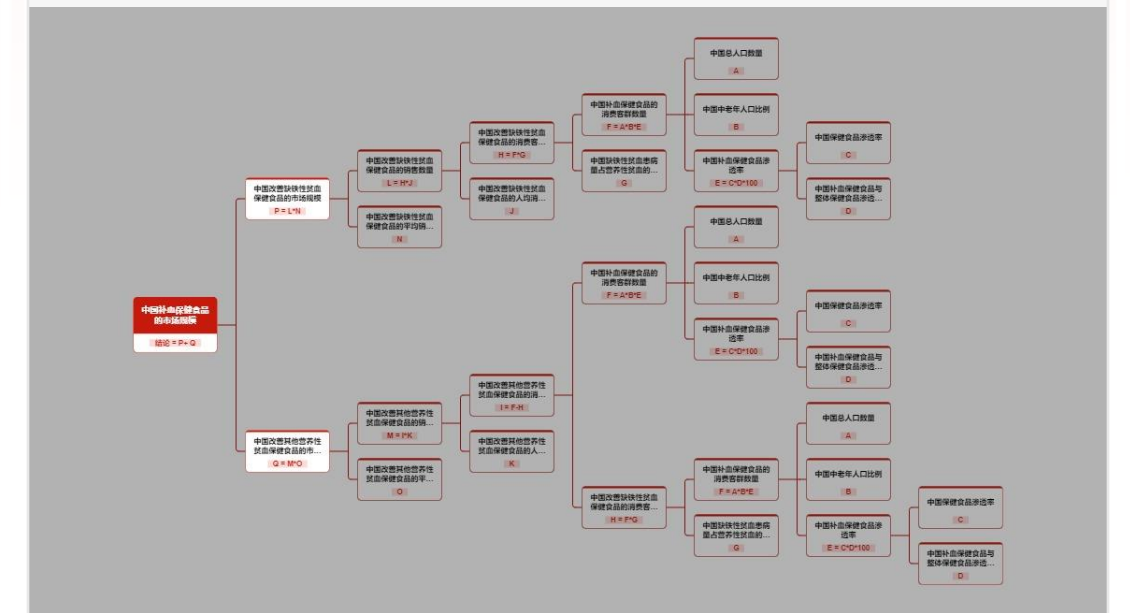 中国总人口数量
A
中国补血保健食品的
消费客群数量
F = A*B*E
中国中老年人口比例
B
中国改善缺铁性贫血
保健食品的消费客...
H = F*G
中国保健食品渗透率
C
中国改善缺铁性贫血
保健食品的销售数量
L = H*J
中国缺铁性贫血患病
量占营养性贫血的...
G
中国补血保健食品渗
透率
E = C*D*100
中国改善缺铁性贫血
保健食品的市场规模
P = L*N
中国改善缺铁性贫血
保健食品的人均消...
J
中国补血保健食品与
整体保健食品渗透...
D
中国改善缺铁性贫血
保健食品的平均销...
N
中国总人口数量
A
中国补血保健食品的
消费客群数量
F = A*B*E
中国中老年人口比例
B
中国补血保健食品
的市场规模
结论 = P+ Q
中国保健食品渗透率
C
中国补血保健食品渗
透率
E = C*D*100
中国补血保健食品与
整体保健食品渗透...
D
中国改善其他营养性
贫血保健食品的消...
I = F-H
中国改善其他营养性
贫血保健食品的销...
M = I*K
中国总人口数量
A
中国改善其他营养性
贫血保健食品的市...
Q = M*O
中国改善其他营养性
贫血保健食品的人...
K
中国改善其他营养性
贫血保健食品的平...
O
中国补血保健食品的
消费客群数量
F = A*B*E
中国中老年人口比例
B
中国改善缺铁性贫血
保健食品的消费客...
H = F*G
中国保健食品渗透率
C
中国缺铁性贫血患病
量占营养性贫血的...
G
中国补血保健食品渗
透率
E = C*D*100
中国补血保健食品与
整体保健食品渗透...
D